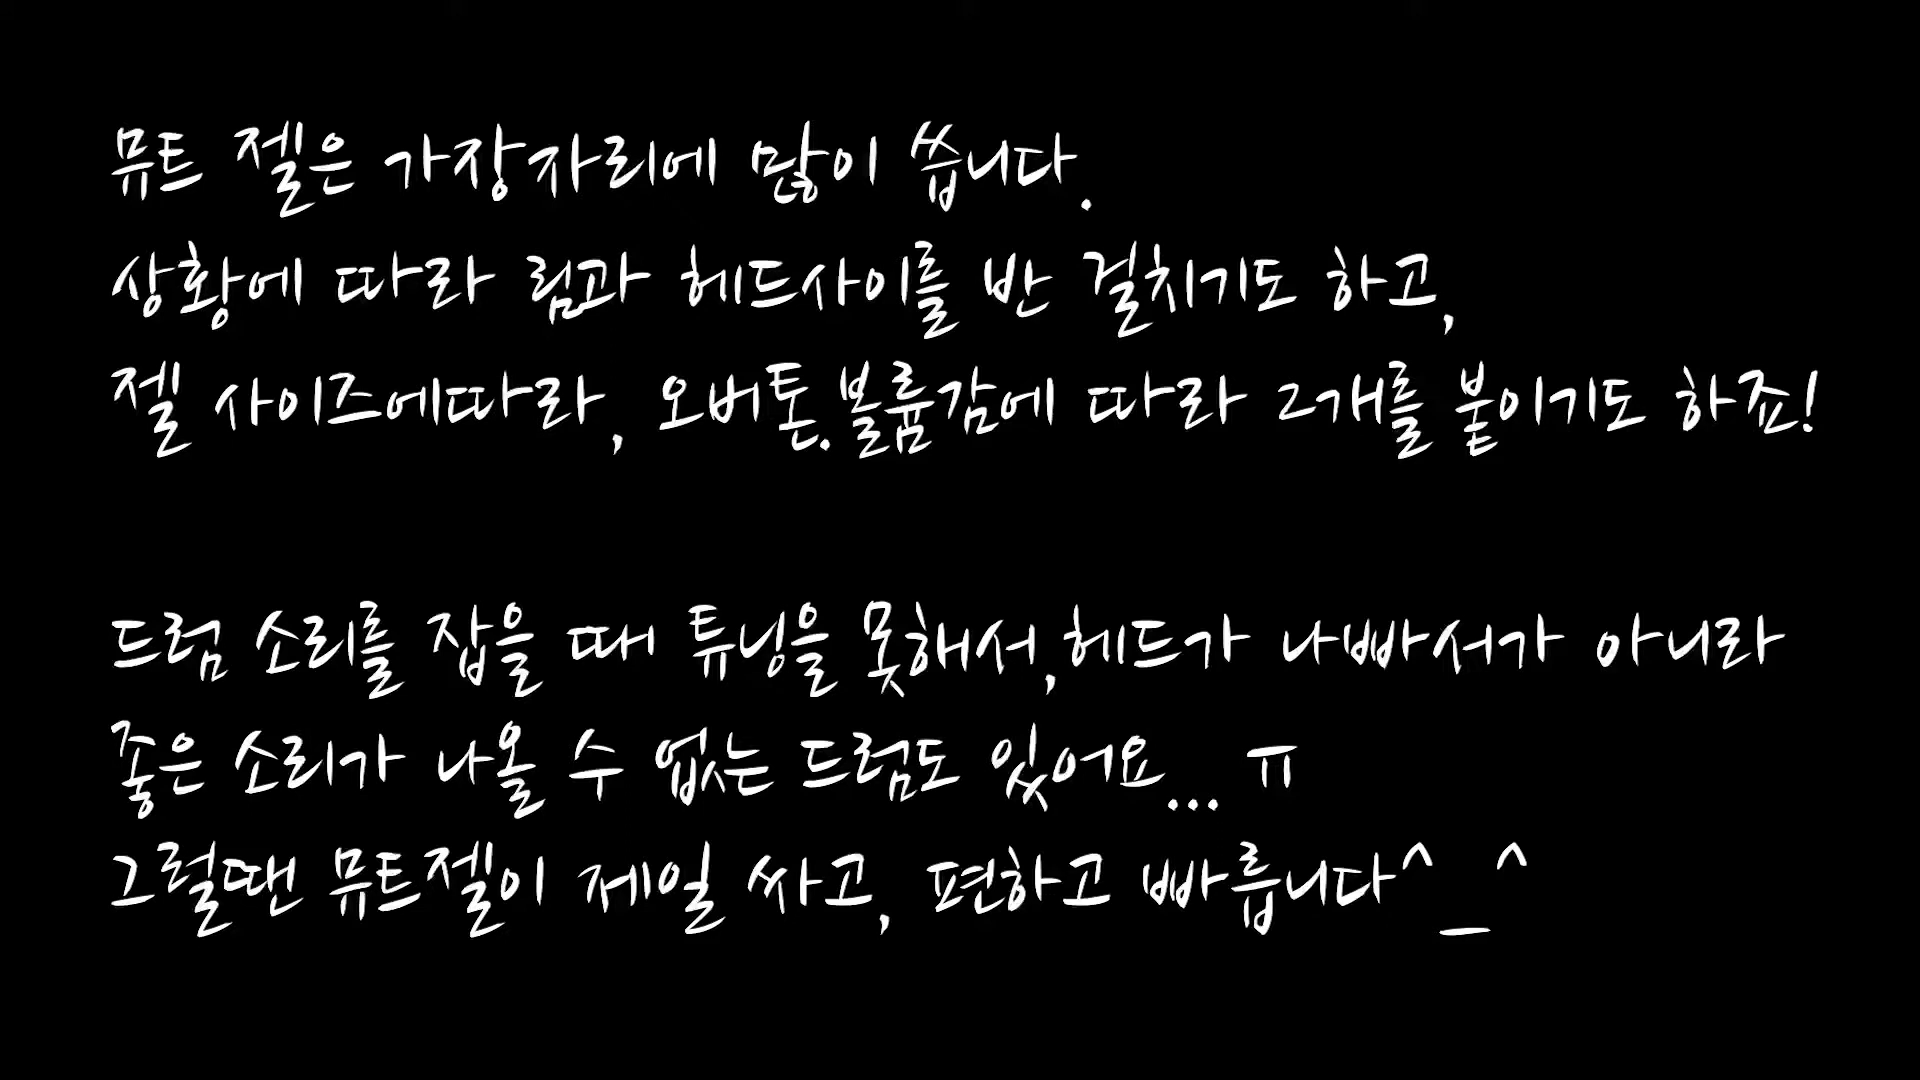 뮤트 젤은 가장자리에 많이 씁니다.
상황에 따라 림과 헤드사이를 반 걸치기도 하고,
젤 사이즈에따라, 오버톤.볼륨감에 따라 2개를 붙이기도 하죠!
드럼 소리를 잡을 때 튜닝을 못해서,헤드가 나빠서가 아니라
좋은 소리가 나올 수 없는 드럼도 있어요... ㅠ
그럴땐 뮤트젤이 제일 싸고, 편하고 빠릅니다^_^